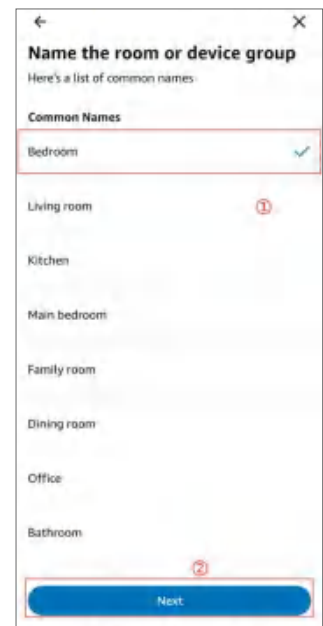 Name the room or device group
Here's a list of common names
Common Names
Bedroom
①
Living room
Kitchen
Main bedroom
Family room
Dining room
Office
Bathroom
②
Next